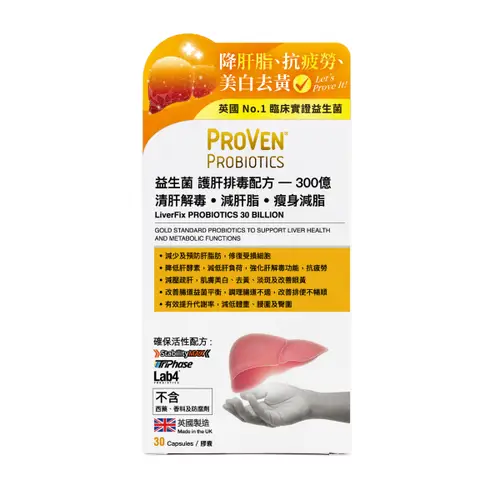 降肝脂、抗疲勞、
美白去黃 Let's Prove It!
英國 No.1 臨床實證益生菌
PROVEN®
PROBIOTICS
益生菌 護肝排毒配方 — 300億
清肝解毒 • 減肝脂 • 瘦身減脂
LiverFix PROBIOTICS 30 BILLION
GOLD STANDARD PROBIOTICS TO SUPPORT LIVER HEALTH
AND METABOLIC FUNCTIONS
• 減少及預防肝脂肪，修復受損細胞
• 降低肝酵素，減低肝負荷，強化肝解毒功能，抗疲勞
• 減壓疏肝，肌膚美白、去黃、淡斑及改善眼黃
• 改善腸道益菌平衡，調理腸道不適，改善排便不暢順
• 有效提升代謝率，減低體重、腰圍及臀圍
確保活性配方：
StabilityMAX
TriPhase
Lab4
PROBIOTICS
不含
西藥、香料及防腐劑
英國製造
Made in the UK
30 Capsules / 膠囊